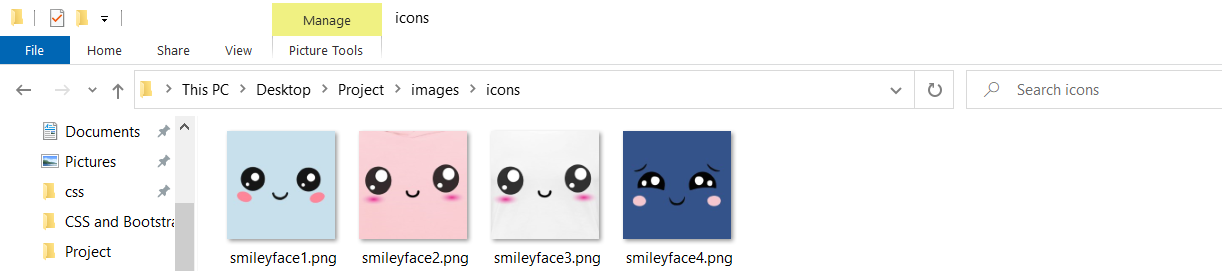 Manage
icons
File
Home
Share
View
Picture Tools
This PC
Desktop
Project
images
icons
Search icons
Documents
Pictures
css
CSS and Bootstra
Project
smileyface1.png
smileyface2.png
smileyface3.png
smileyface4.png